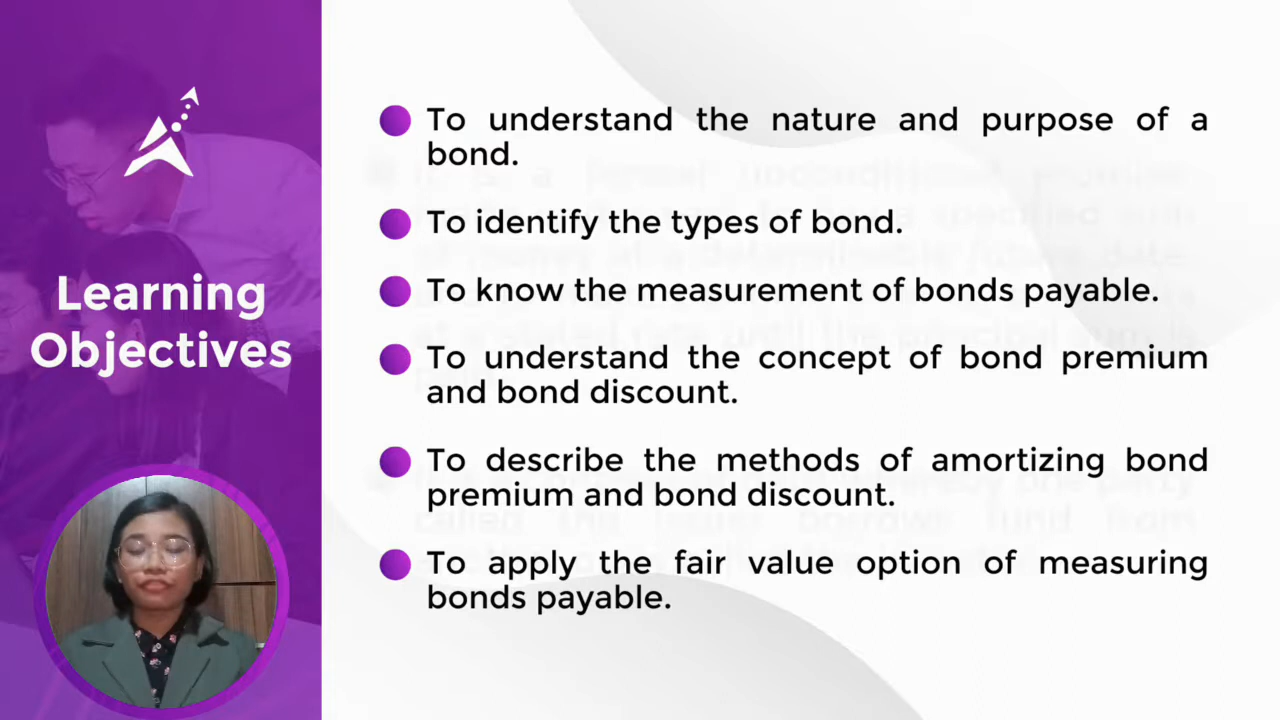 Learning
Objectives
To understand the nature and purpose of a
bond.
To identify the types of bond.
To know the measurement of bonds payable.
To understand the concept of bond premium
and bond discount.
To describe the methods of amortizing bond
premium and bond discount.
To apply the fair value option of measuring
bonds payable.